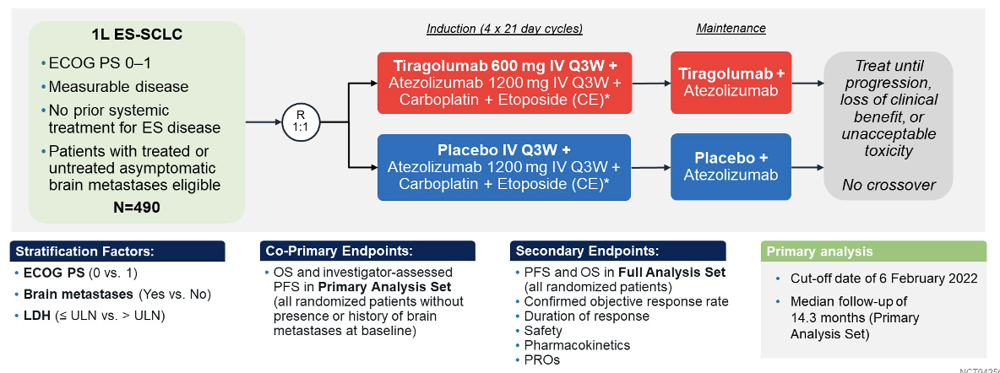 1L ES-SCLC
• ECOG PS 0–1
• Measurable disease
• No prior systemic
treatment for ES disease
• Patients with treated or
untreated asymptomatic
brain metastases eligible
N=490
R
1:1
Induction (4 x 21 day cycles)
Tiragolumab 600 mg IV Q3W +
Atezolizumab 1200 mg IV Q3W +
Carboplatin + Etoposide (CE)*
Placebo IV Q3W +
Atezolizumab 1200 mg IV Q3W +
Carboplatin + Etoposide (CE)*
Maintenance
Tiragolumab +
Atezolizumab
Placebo +
Atezolizumab
Treat until
progression,
loss of clinical
benefit, or
unacceptable
toxicity
No crossover
Stratification Factors:
• ECOG PS (0 vs. 1)
• Brain metastases (Yes vs. No)
• LDH (≤ ULN vs. > ULN)
Co-Primary Endpoints:
• OS and investigator-assessed
PFS in Primary Analysis Set
(all randomized patients without
presence or history of brain
metastases at baseline)
Secondary Endpoints:
• PFS and OS in Full Analysis Set
(all randomized patients)
• Confirmed objective response rate
• Duration of response
• Safety
• Pharmacokinetics
• PROs
Primary analysis
• Cut-off date of 6 February 2022
• Median follow-up of
14.3 months (Primary
Analysis Set)